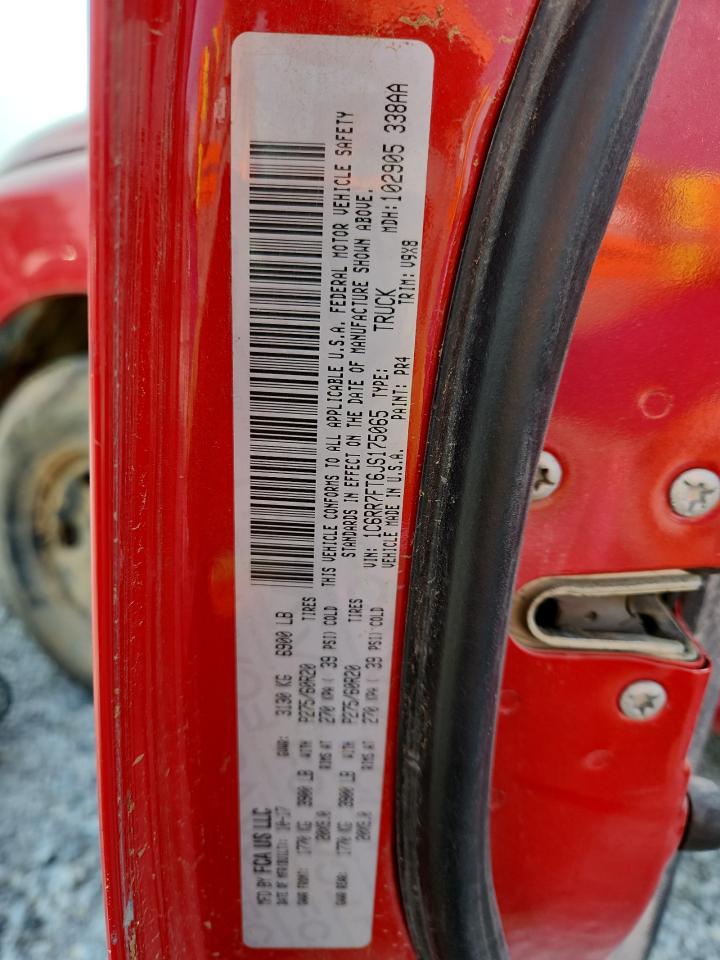 MFD BY FCA US LLC
DATE OF MFR(BUILT): 10-17 GVWR: 3130 KG 6900 LB
GAWR FRONT: 1770 KG 3900 LB WITH P275/60R20 TIRES
20X8.0 RIMS AT 270 KPA( 39 PSI) COLD
GAWR REAR: 1770 KG 3900 LB WITH P275/60R20 TIRES
20X8.0 RIMS AT 270 KPA( 39 PSI) COLD
THIS VEHICLE CONFORMS TO ALL APPLICABLE U.S.A. FEDERAL MOTOR VEHICLE SAFETY
STANDARDS IN EFFECT ON THE DATE OF MANUFACTURE SHOWN ABOVE.
VIN: 1C6RR7FT6JS175065 TYPE: TRUCK MDH:102905 338AA
VEHICLE MADE IN U.S.A. PAINT: PR4 TRIM: V9X8